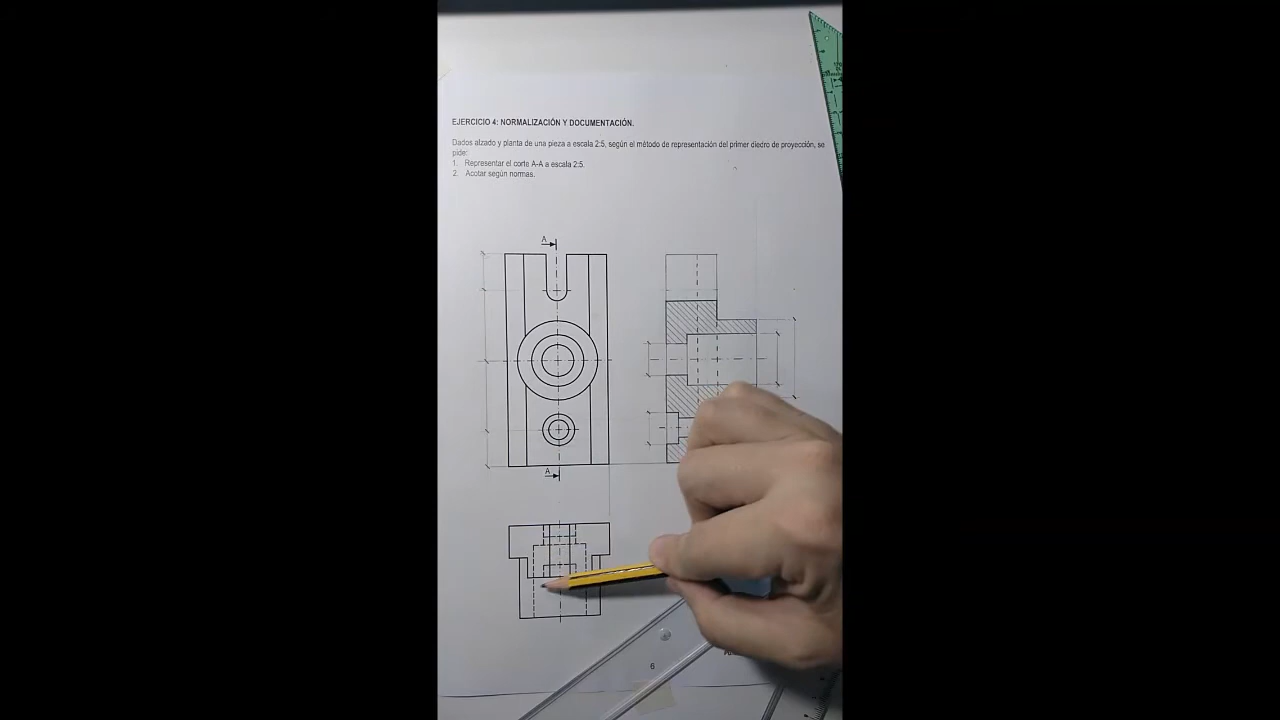 EJERCICIO 4: NORMALIZACIÓN Y DOCUMENTACIÓN.
Dados alzado y planta de una pieza a escala 2:5, según el método de representación del primer diedro de proyección, se
pide:
1. Representar el corte A-A a escala 2:5.
2. Acotar según normas.
A
A
6